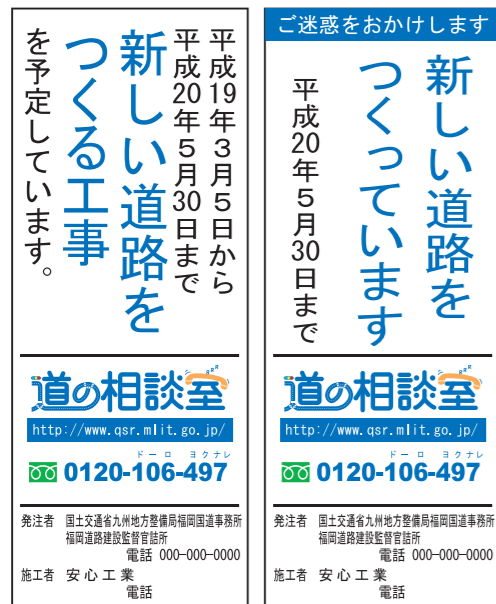 平成19年3月5日から
平成20年5月30日まで
新しい道路を
つくる工事
を予定しています。
道の相談室
http://www.qsr.mlit.go.jp/
ドーロ ヨクナレ
0120-106-497
発注者 国土交通省九州地方整備局福岡国道事務所
福岡道路建設監督官詰所
電話 000-000-0000
施工者 安心工業
電話
ご迷惑をおかけします
新しい道路を
つくっています
平成20年5月30日まで
道の相談室
http://www.qsr.mlit.go.jp/
ドーロ ヨクナレ
0120-106-497
発注者 国土交通省九州地方整備局福岡国道事務所
福岡道路建設監督官詰所
電話 000-000-0000
施工者 安心工業
電話